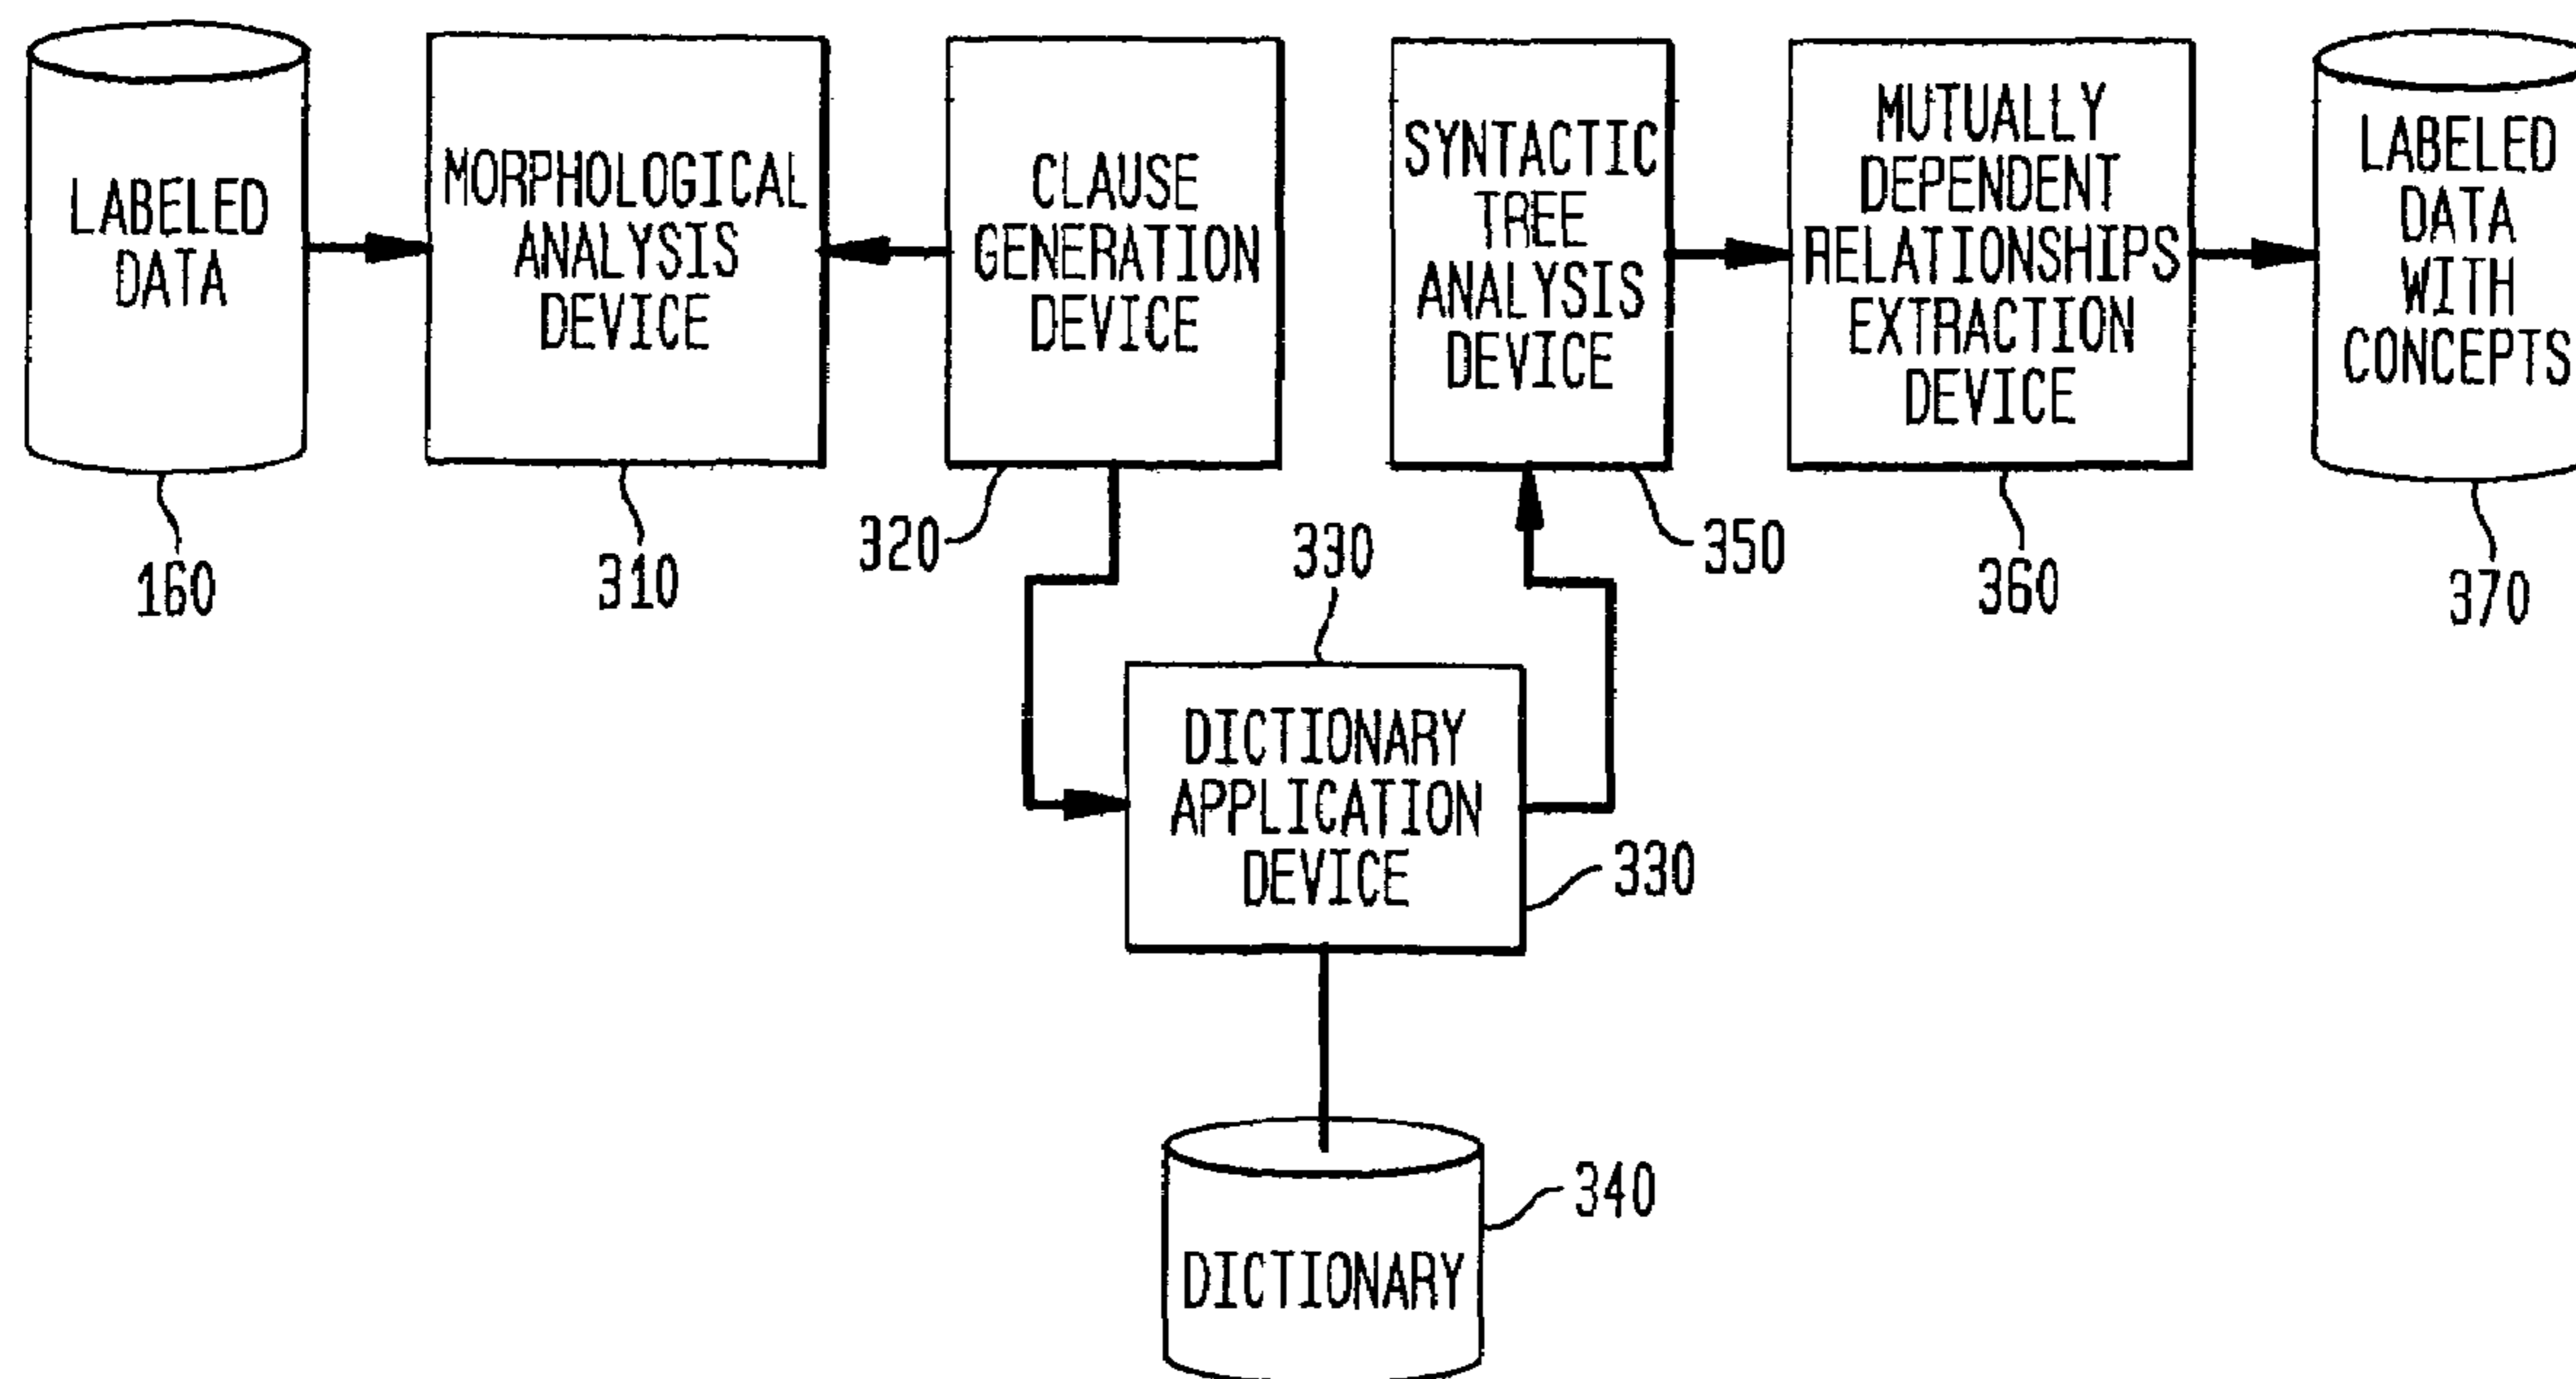 LABELED
DATA
160
MORPHOLOGICAL
ANALYSIS
DEVICE
310
CLAUSE
GENERATION
DEVICE
320
SYNTACTIC
TREE
ANALYSIS
DEVICE
350
MUTUALLY
DEPENDENT
RELATIONSHIPS
EXTRACTION
DEVICE
360
LABELED
DATA
WITH
CONCEPTS
370
330
DICTIONARY
APPLICATION
DEVICE
330
DICTIONARY
340